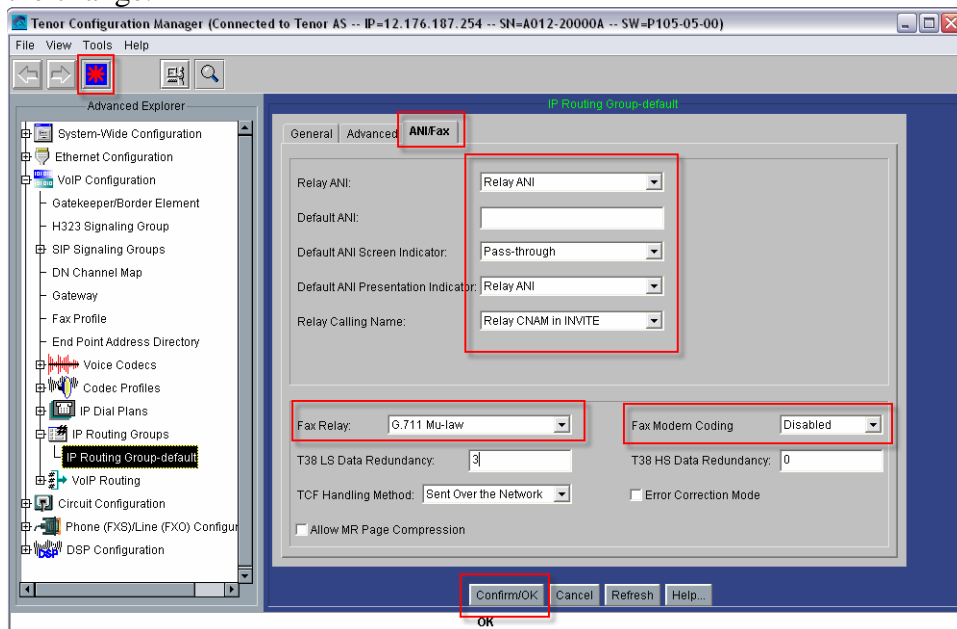 Tenor Configuration Manager (Connected to Tenor AS -- IP=12.176.187.254 -- SN=A012-20000A -- SW=P105-05-00)
File View Tools Help
Advanced Explorer
System-Wide Configuration
Ethernet Configuration
VoIP Configuration
Gatekeeper/Border Element
H323 Signaling Group
SIP Signaling Groups
DN Channel Map
Gateway
Fax Profile
End Point Address Directory
Voice Codecs
Codec Profiles
IP Dial Plans
IP Routing Groups
IP Routing Group-default
VoIP Routing
Circuit Configuration
Phone (FXS)/Line (FXO) Configur
DSP Configuration
IP Routing Group-default
General Advanced ANI/Fax
Relay ANI: Relay ANI
Default ANI:
Default ANI Screen Indicator: Pass-through
Default ANI Presentation Indicator: Relay ANI
Relay Calling Name: Relay CNAM in INVITE
Fax Relay: G.711 Mu-law Fax Modem Coding Disabled
T38 LS Data Redundancy: 3 T38 HS Data Redundancy: 0
TCF Handling Method: Sent Over the Network Error Correction Mode
Allow MR Page Compression
Confirm/OK Cancel Refresh Help...
OK